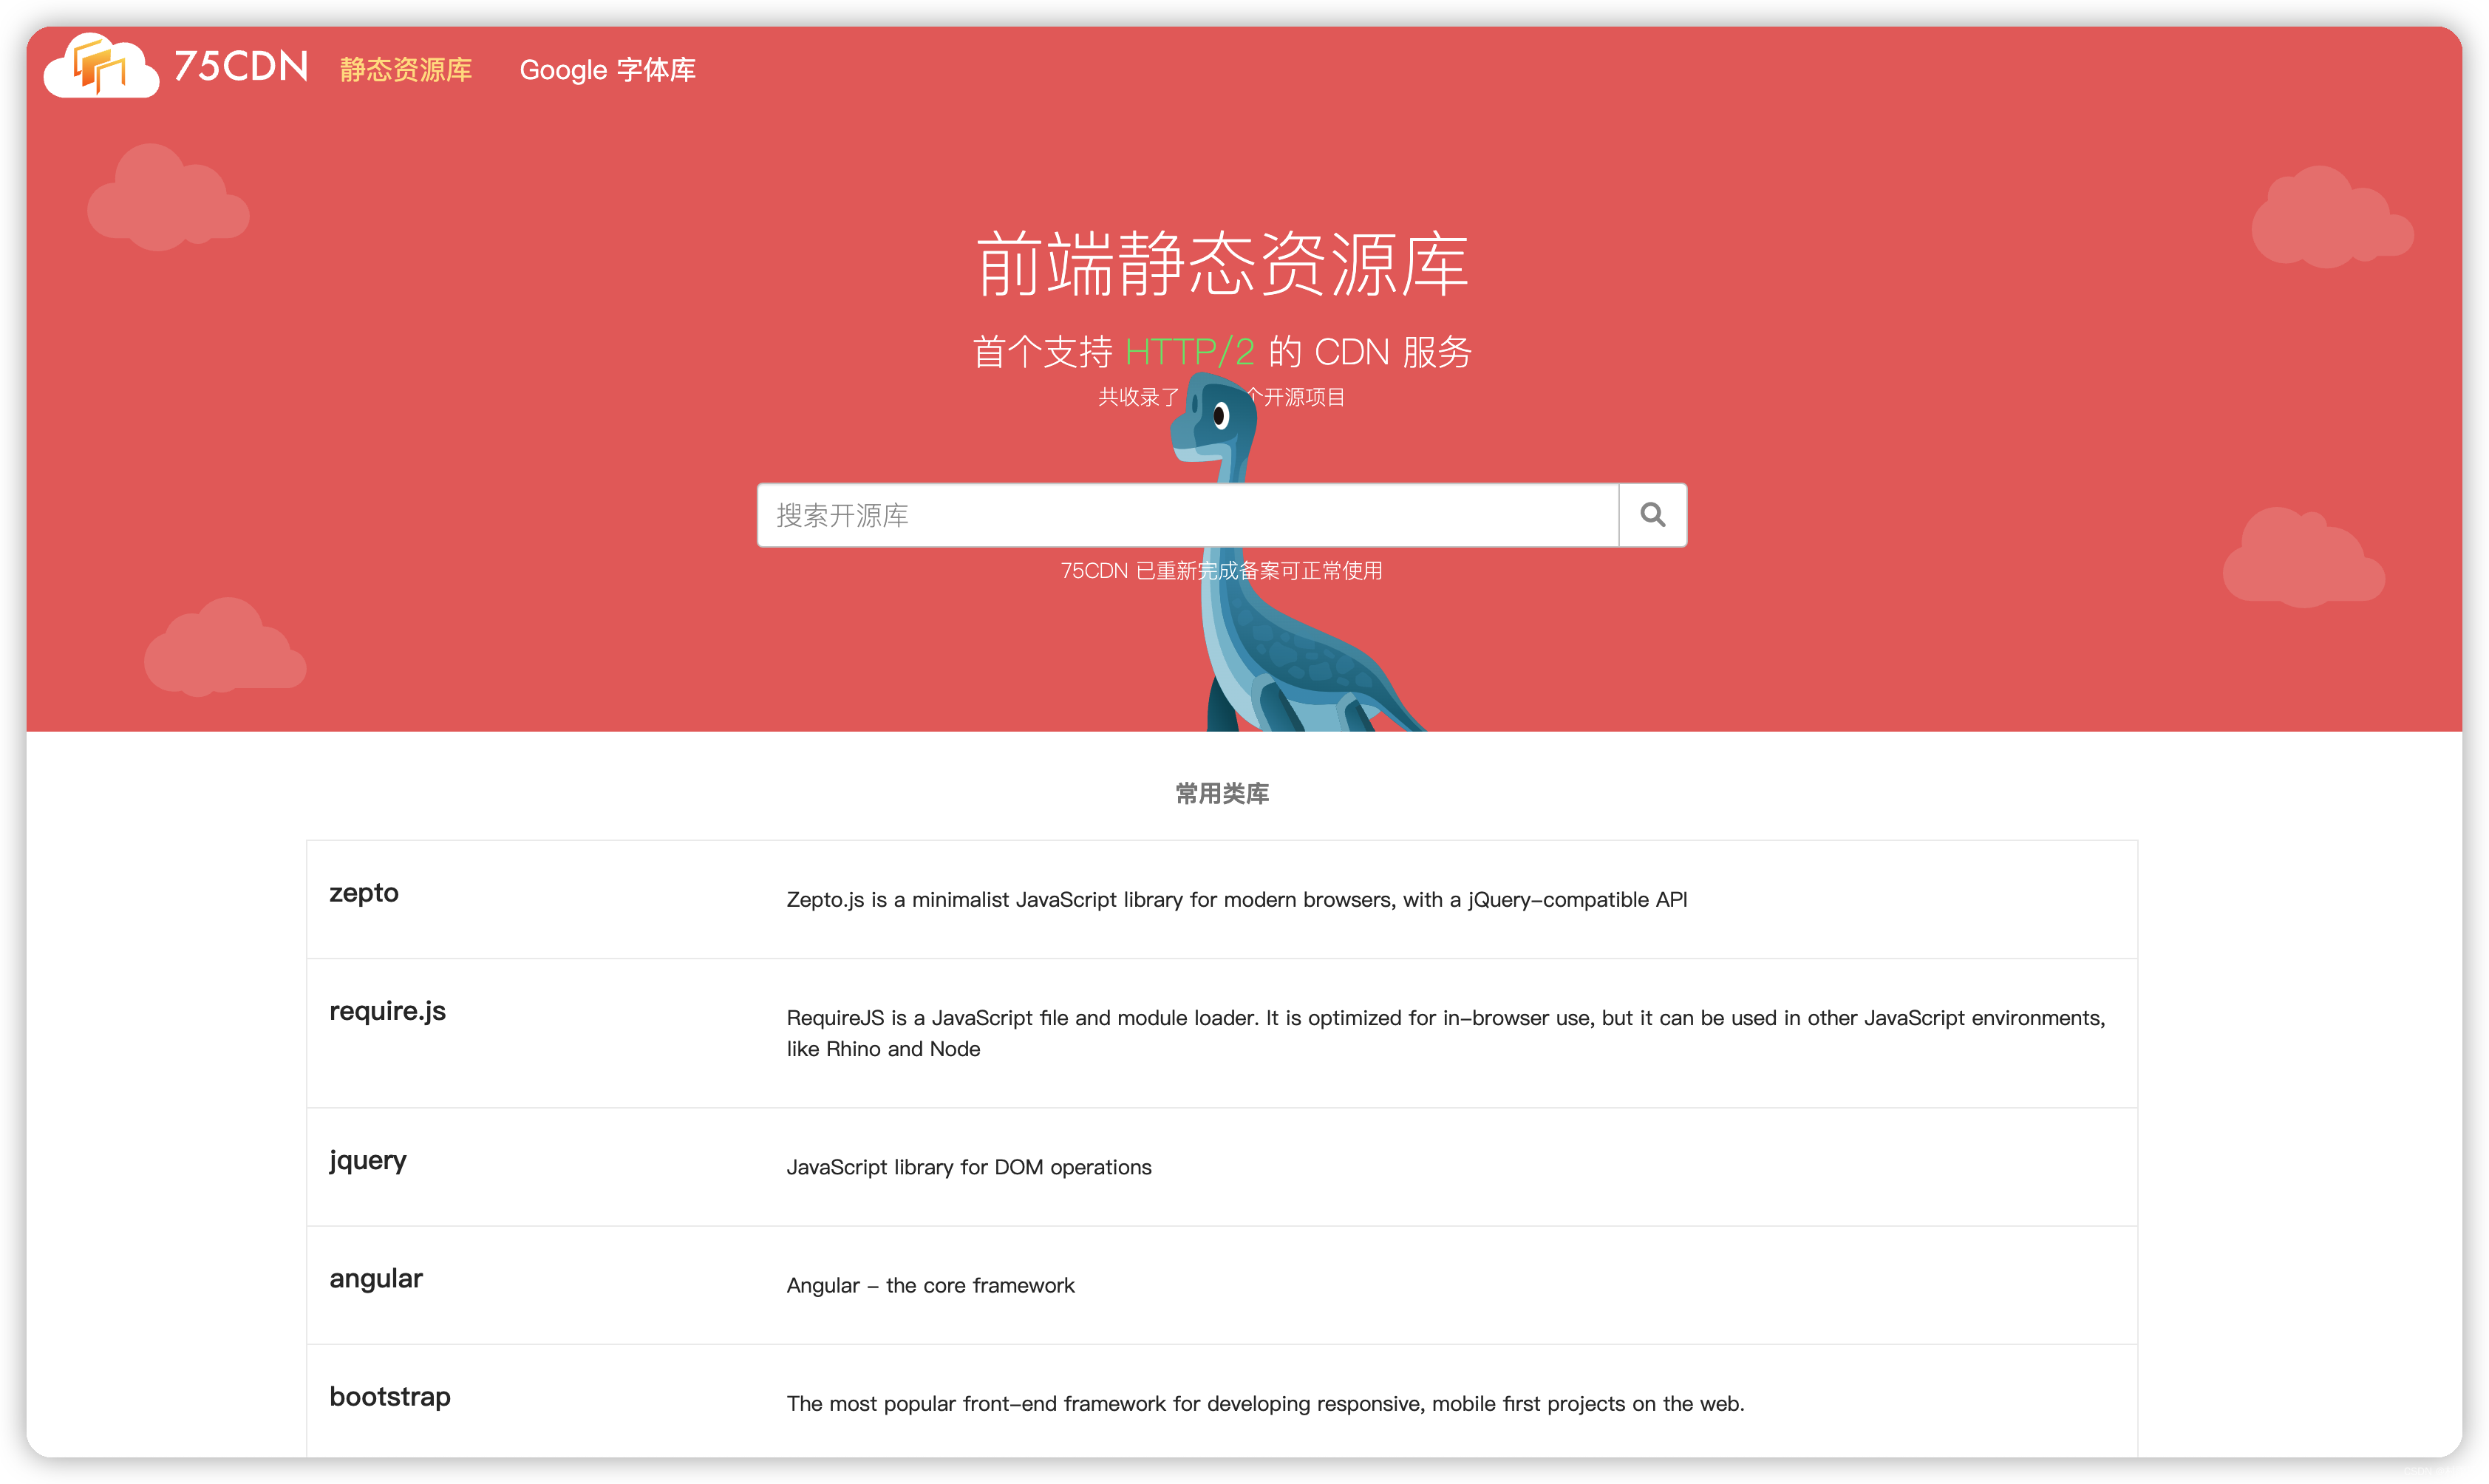 75CDN 静态资源库 Google 字体库
前端静态资源库
首个支持 HTTP/2 的 CDN 服务
共收录了 个开源项目
搜索开源库
75CDN 已重新完成备案可正常使用
常用类库
zepto
Zepto.js is a minimalist JavaScript library for modern browsers, with a jQuery-compatible API
require.js
RequireJS is a JavaScript file and module loader. It is optimized for in-browser use, but it can be used in other JavaScript environments,
like Rhino and Node
jquery
JavaScript library for DOM operations
angular
Angular - the core framework
bootstrap
The most popular front-end framework for developing responsive, mobile first projects on the web.